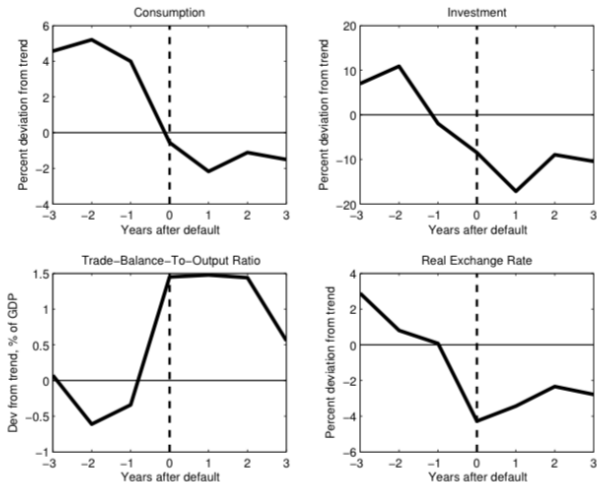 Consumption
Percent deviation from trend
6
4
2
0
−2
−4
−3 −2 −1 0 1 2 3
Years after default
Investment
Percent deviation from trend
20
10
0
−10
−20
−3 −2 −1 0 1 2 3
Years after default
Trade−Balance−To−Output Ratio
Dev from trend, % of GDP
1.5
1
0.5
0
−0.5
−1
−3 −2 −1 0 1 2 3
Years after default
Real Exchange Rate
Percent deviation from trend
4
2
0
−2
−4
−6
−3 −2 −1 0 1 2 3
Years after default